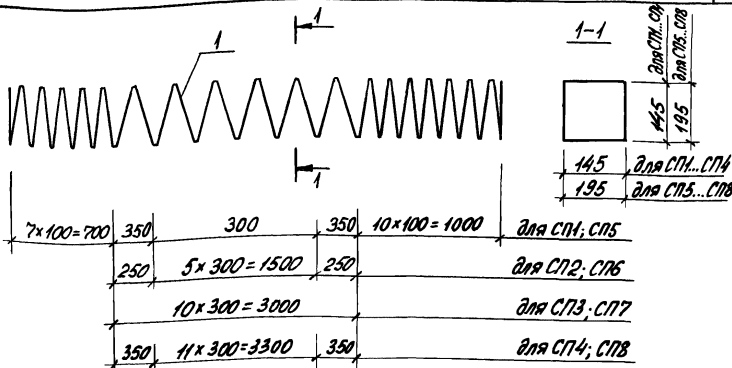 1
1
1
1-1
для СП1...СП4
для СП5...СП8
145
195
145 для СП1...СП4
195 для СП5...СП8
7×100=700 350 300 350 10×100=1000 для СП1; СП5
250 5×300=1500 250 для СП2; СП6
10×300=3000 для СП3; СП7
350 11×300=3300 350 для СП4; СП8